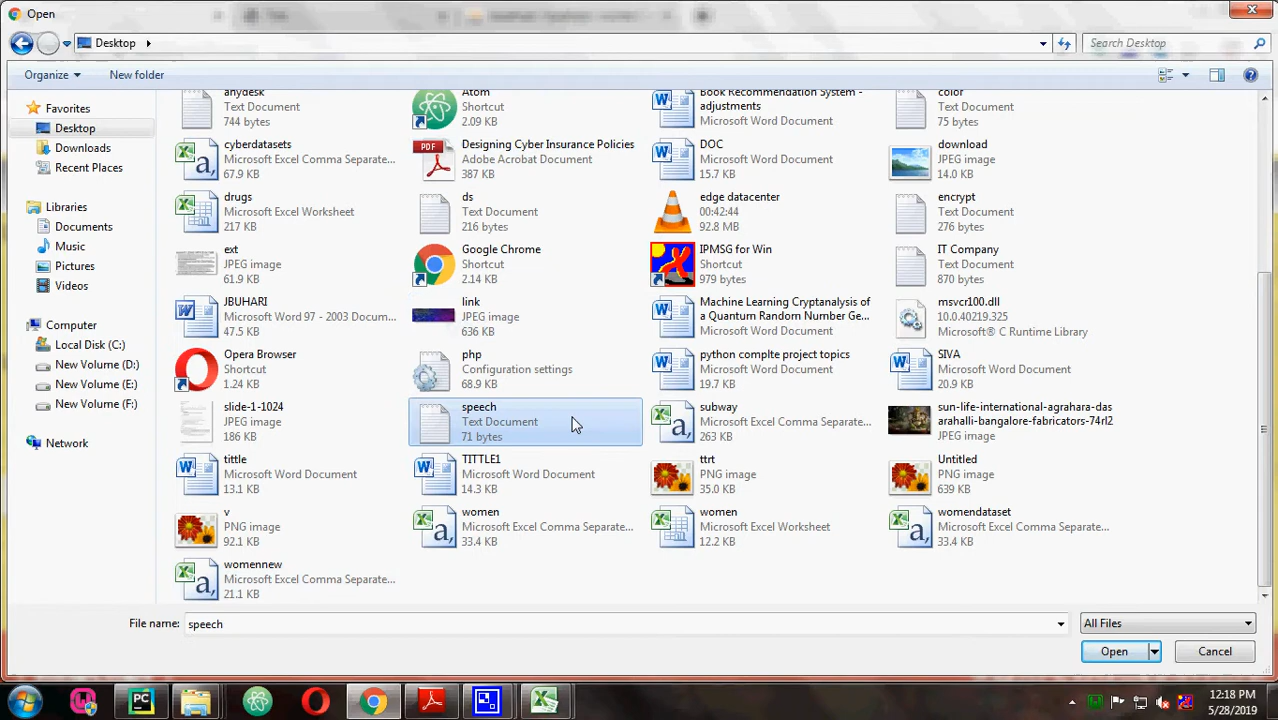 Open
Desktop
Search Desktop
Organize
New folder
Favorites
Desktop
Downloads
Recent Places
Libraries
Documents
Music
Pictures
Videos
Computer
Local Disk (C:)
New Volume (D:)
New Volume (E:)
New Volume (F:)
Network
anydesk
Text Document
744 bytes
Atom
Shortcut
2.09 KB
Book Recommendation System -
adjustments
Microsoft Word Document
color
Text Document
75 bytes
cyberdatasets
Microsoft Excel Comma Separate...
67.9 KB
Designing Cyber Insurance Policies
Adobe Acrobat Document
387 KB
DOC
Microsoft Word Document
15.7 KB
download
JPEG image
14.0 KB
drugs
Microsoft Excel Worksheet
217 KB
ds
Text Document
216 bytes
edge datacenter
00:42:44
92.8 MB
encrypt
Text Document
276 bytes
ext
JPEG image
61.9 KB
Google Chrome
Shortcut
2.14 KB
IPMSG for Win
Shortcut
979 bytes
IT Company
Text Document
870 bytes
JBUHARI
Microsoft Word 97 - 2003 Docum...
47.5 KB
link
JPEG image
636 KB
Machine Learning Cryptanalysis of
a Quantum Random Number Ge...
Microsoft Word Document
msvcr100.dll
10.0.40219.325
Microsoft® C Runtime Library
Opera Browser
Shortcut
1.24 KB
php
Configuration settings
68.9 KB
python complte project topics
Microsoft Word Document
19.7 KB
SIVA
Microsoft Word Document
20.9 KB
slide-1-1024
JPEG image
186 KB
speech
Text Document
71 bytes
subway
Microsoft Excel Comma Separate...
263 KB
sun-life-international-agrahara-das
arahalli-bangalore-fabricators-74rl2
JPEG image
tittle
Microsoft Word Document
13.1 KB
TITTLE1
Microsoft Word Document
14.3 KB
ttrt
PNG image
35.0 KB
Untitled
PNG image
639 KB
v
PNG image
92.1 KB
women
Microsoft Excel Comma Separate...
33.4 KB
women
Microsoft Excel Worksheet
12.2 KB
womendataset
Microsoft Excel Comma Separate...
33.4 KB
womennew
Microsoft Excel Comma Separate...
21.1 KB
File name: speech
All Files
Open
Cancel
PC
12:18 PM
5/28/2019